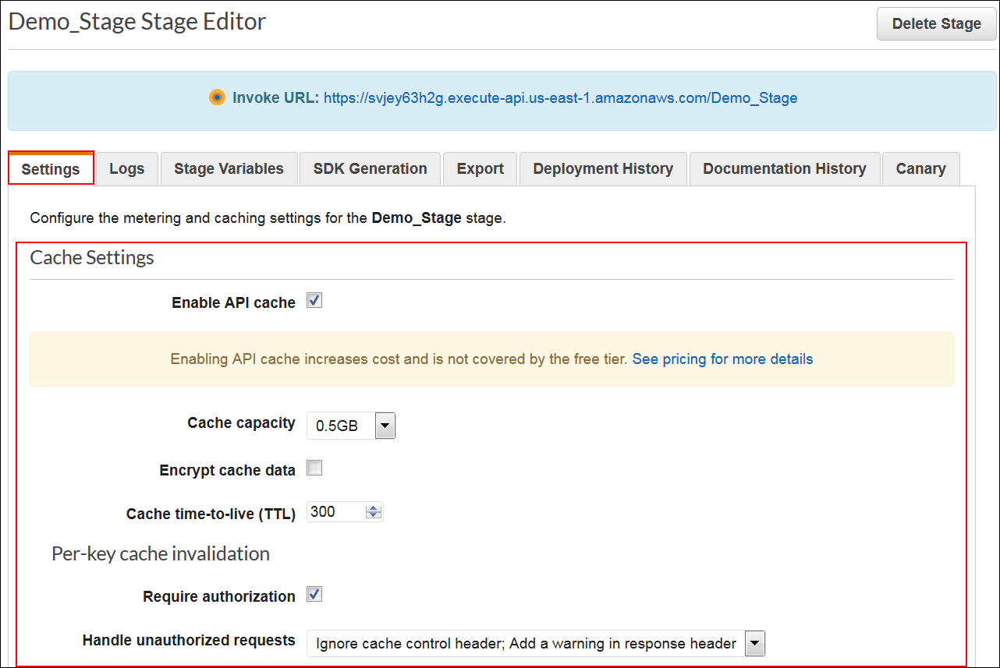 Demo_Stage Stage Editor
Delete Stage
Invoke URL: https://svjey63h2g.execute-api.us-east-1.amazonaws.com/Demo_Stage
Settings Logs Stage Variables SDK Generation Export Deployment History Documentation History Canary
Configure the metering and caching settings for the Demo_Stage stage.
Cache Settings
Enable API cache
Enabling API cache increases cost and is not covered by the free tier. See pricing for more details
Cache capacity 0.5GB
Encrypt cache data
Cache time-to-live (TTL) 300
Per-key cache invalidation
Require authorization
Handle unauthorized requests Ignore cache control header; Add a warning in response header